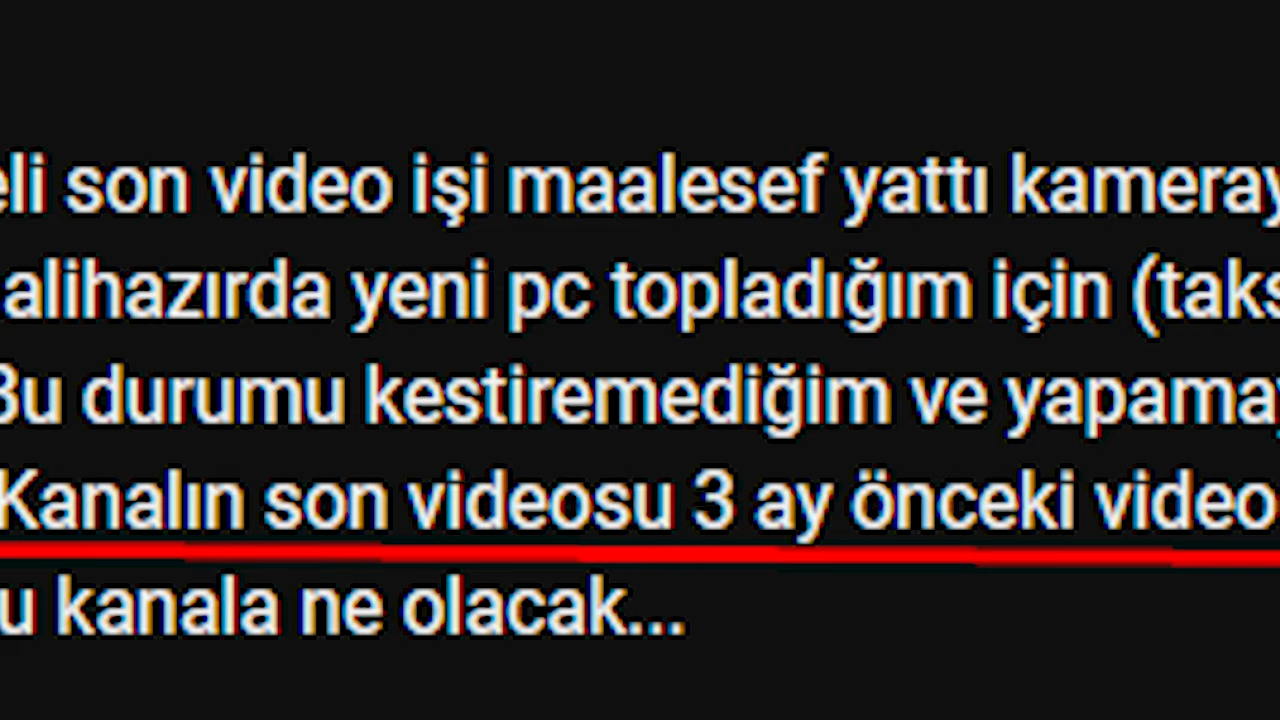 eli son video işi maalesef yattı kameray
alihazırda yeni pc topladığım için (taks
Bu durumu kestiremediğim ve yapamay
Kanalın son videosu 3 ay önceki video
u kanala ne olacak...